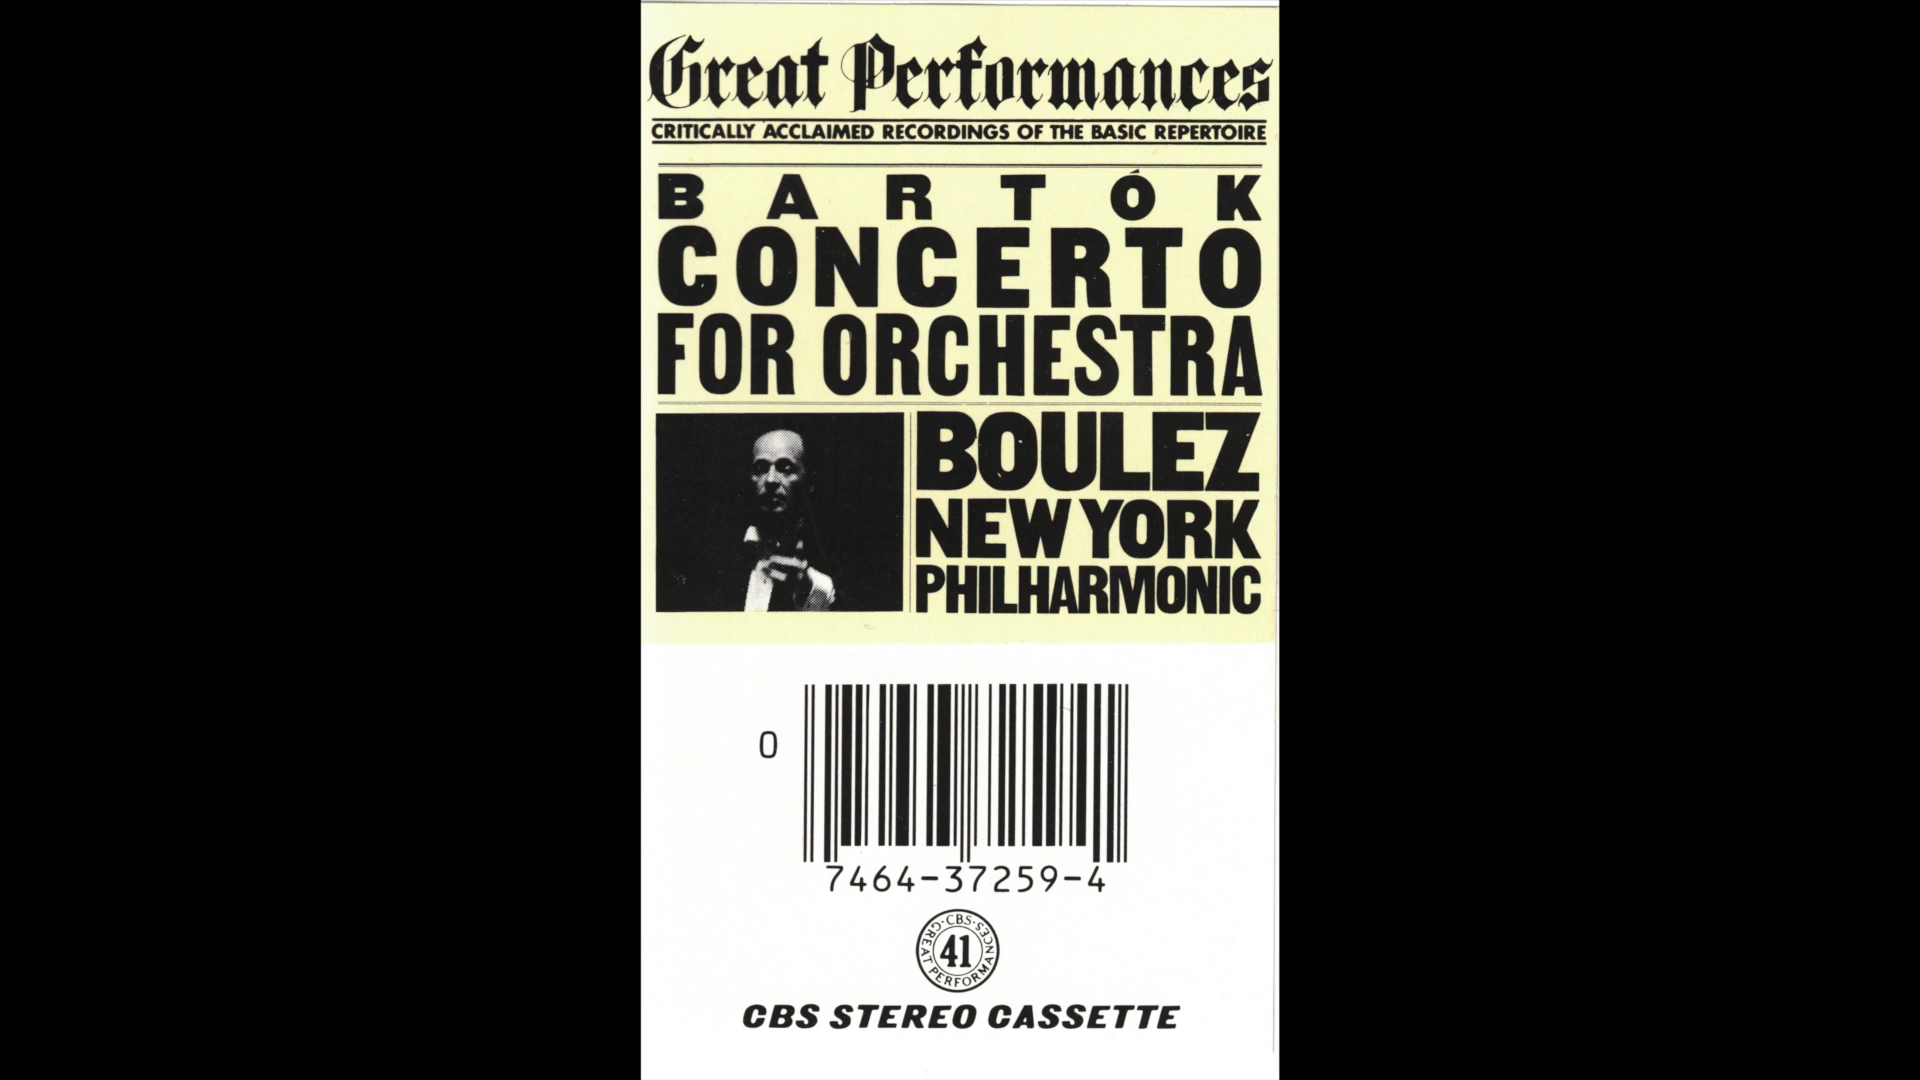 Great Performances
CRITICALLY ACCLAIMED RECORDINGS OF THE BASIC REPERTOIRE
BARTÓK
CONCERTO
FOR ORCHESTRA
BOULEZ
NEW YORK
PHILHARMONIC
0
7464-37259-4
·CBS·
GREAT PERFORMANCES
41
CBS STEREO CASSETTE